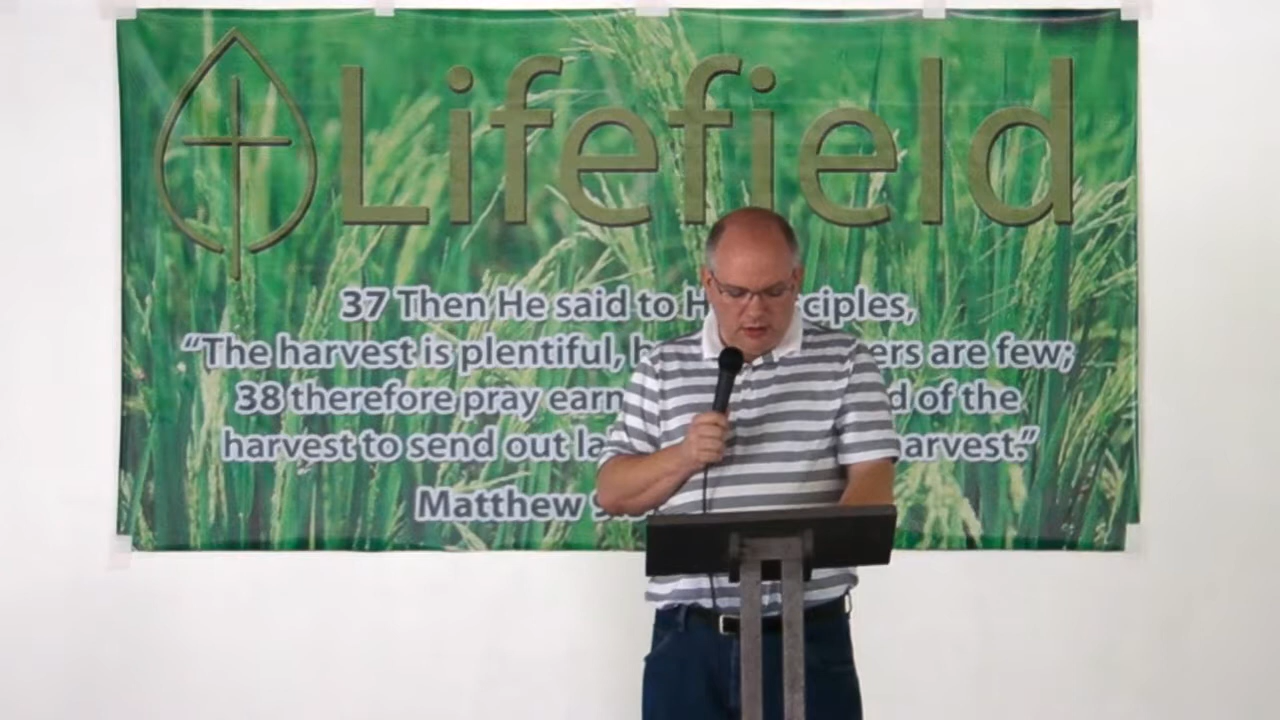 Lifefield
37 Then He said to H ciples,
“The harvest is plentiful, b ers are few;
38 therefore pray earn d of the
harvest to send out la arvest.”
Matthew